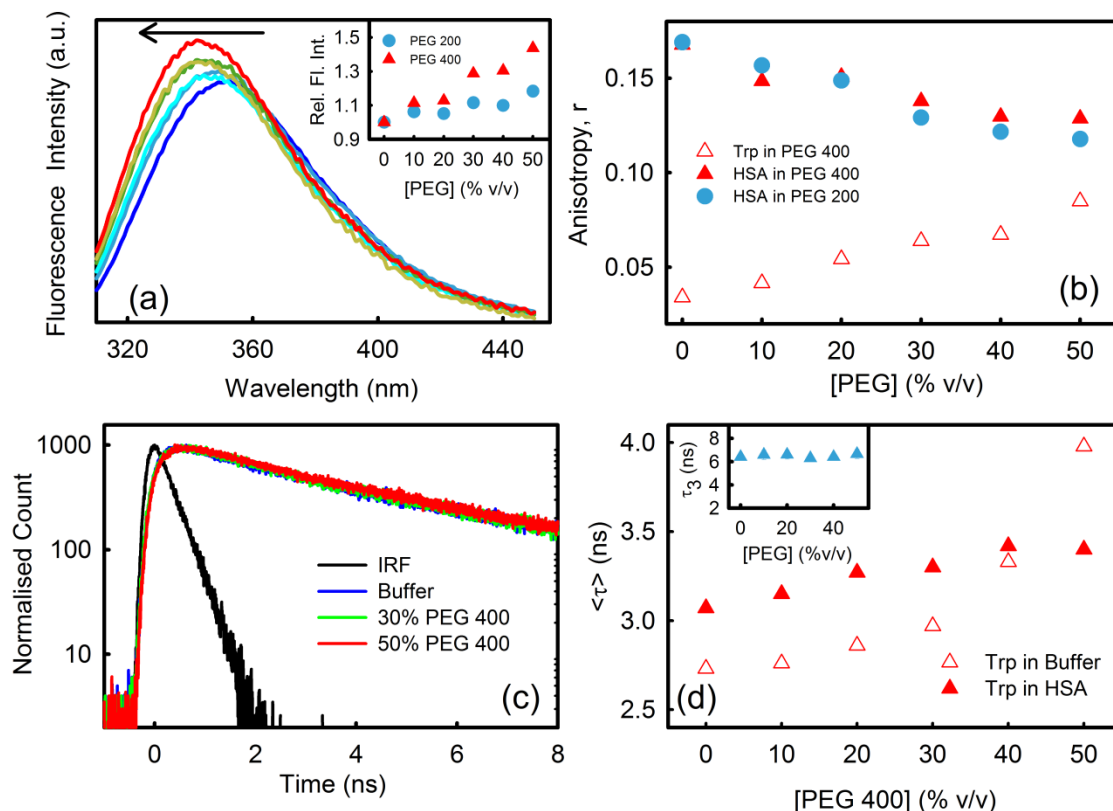 Fluorescence Intensity (a.u.)
(a)
320 360 400 440
Wavelength (nm)
Rel. Fl. Int.
1.5
1.3
1.1
0.9
PEG 200
PEG 400
0 10 20 30 40 50
[PEG] (% v/v)
Anisotropy, r
0.15
0.10
0.05
Trp in PEG 400
HSA in PEG 400
HSA in PEG 200
(b)
0 10 20 30 40 50
[PEG] (% v/v)
Normalised Count
1000
100
10
IRF
Buffer
30% PEG 400
50% PEG 400
(c)
0 2 4 6 8
Time (ns)
<τ> (ns)
4.0
3.5
3.0
2.5
τ3 (ns)
8
6
4
2
0 20 40
[PEG] (%v/v)
Trp in Buffer
Trp in HSA
(d)
0 10 20 30 40 50
[PEG 400] (% v/v)